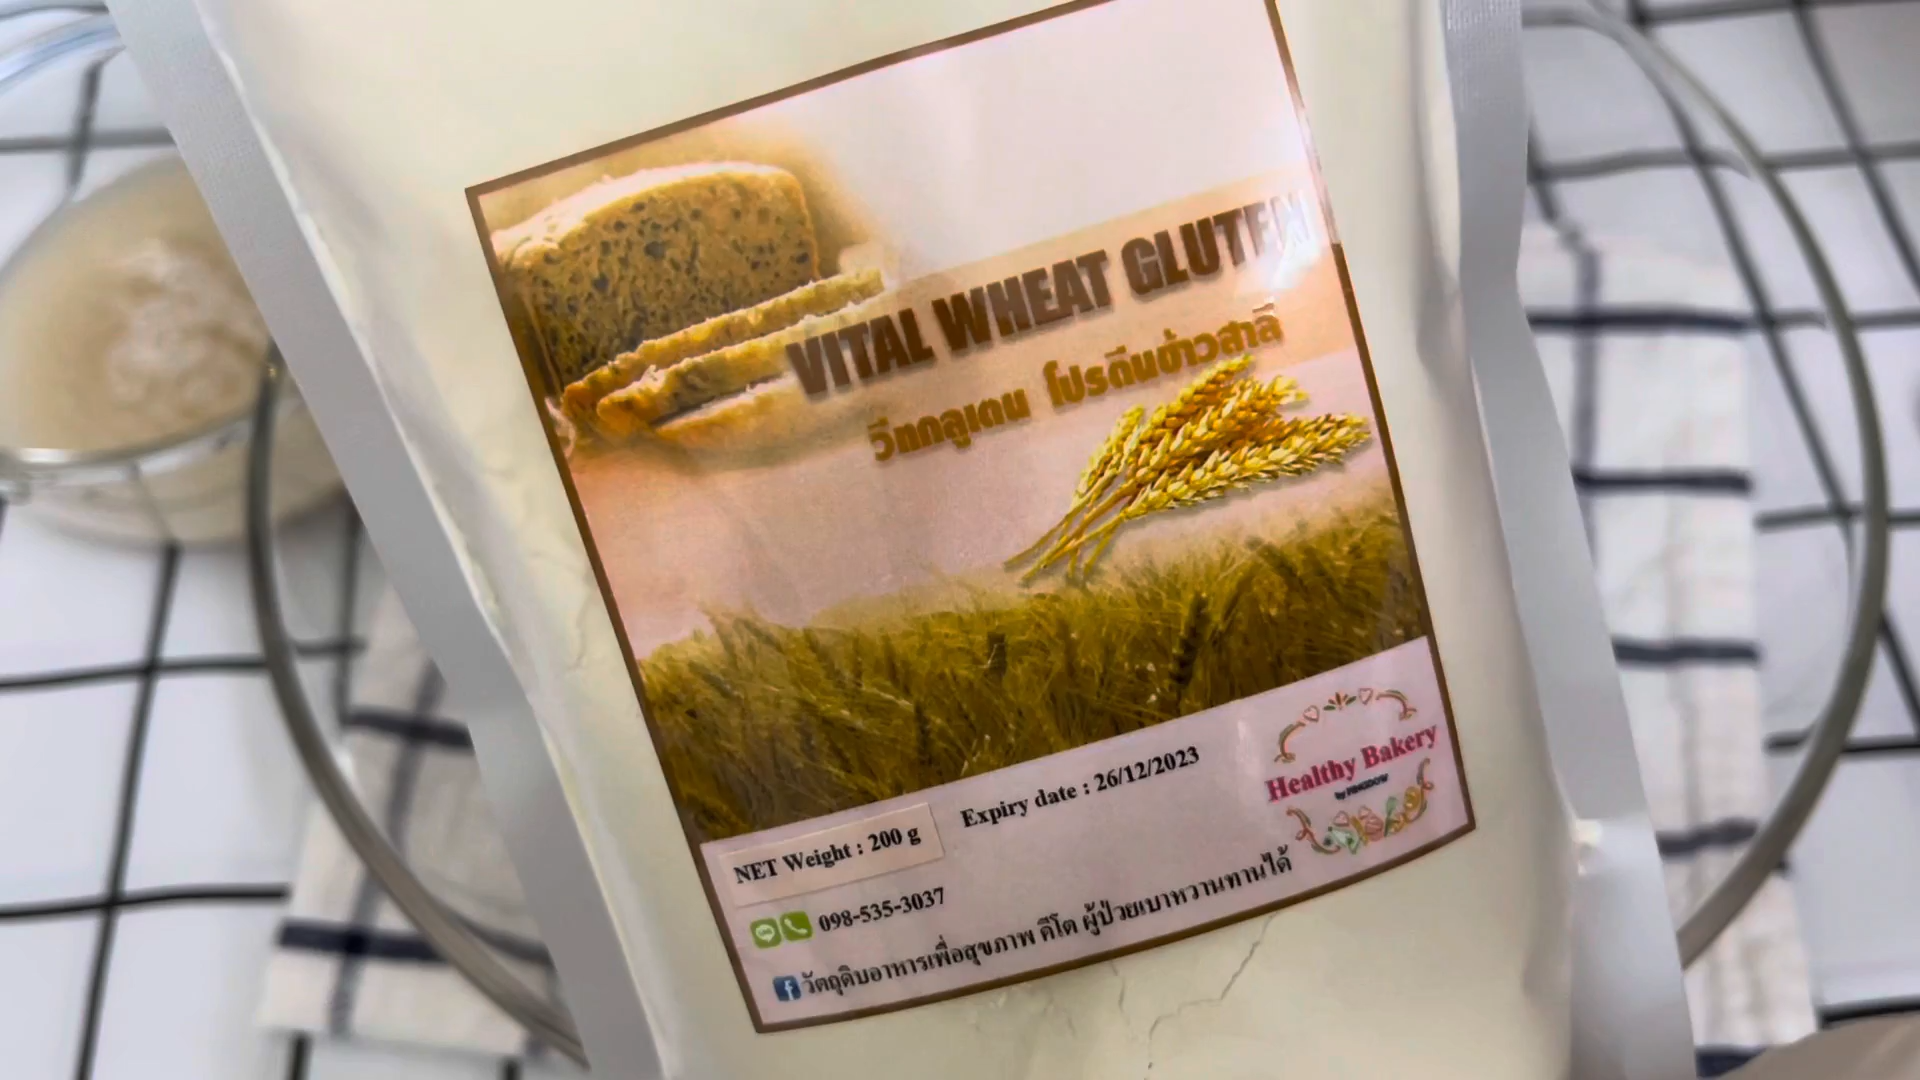 VITAL WHEAT GLUTEN
วีทกลูเตน โปรตีนข้าวสาลี
Expiry date : 26/12/2023
NET Weight : 200 g
Healthy Bakery
by PINGDOW
098-535-3037
วัตถุดิบอาหารเพื่อสุขภาพ คีโต ผู้ป่วยเบาหวานทานได้